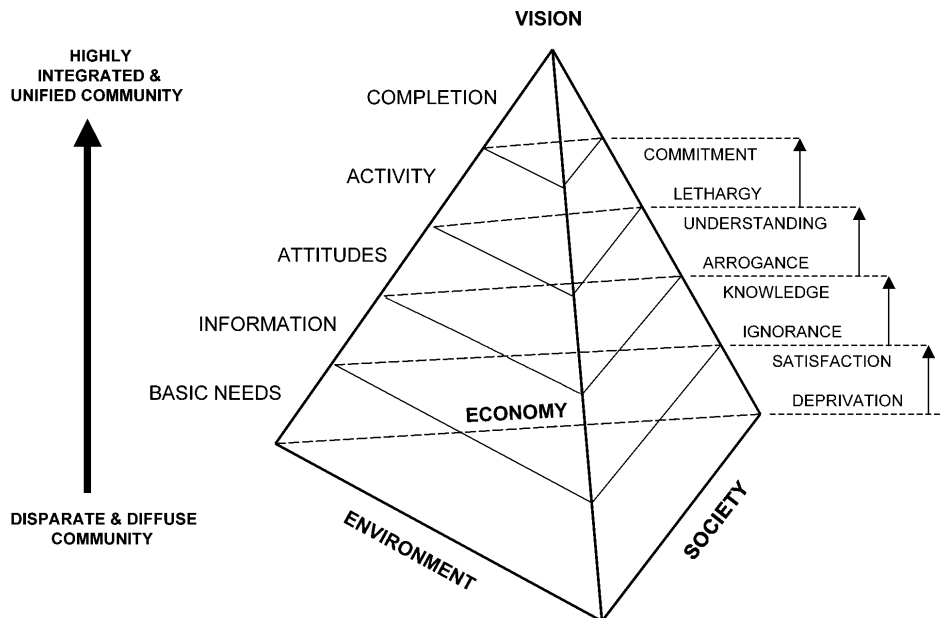 VISION
HIGHLY
INTEGRATED &
UNIFIED COMMUNITY
COMPLETION
COMMITMENT
ACTIVITY
LETHARGY
UNDERSTANDING
ATTITUDES
ARROGANCE
KNOWLEDGE
INFORMATION
IGNORANCE
SATISFACTION
BASIC NEEDS
DEPRIVATION
ECONOMY
DISPARATE & DIFFUSE
COMMUNITY
ENVIRONMENT
SOCIETY